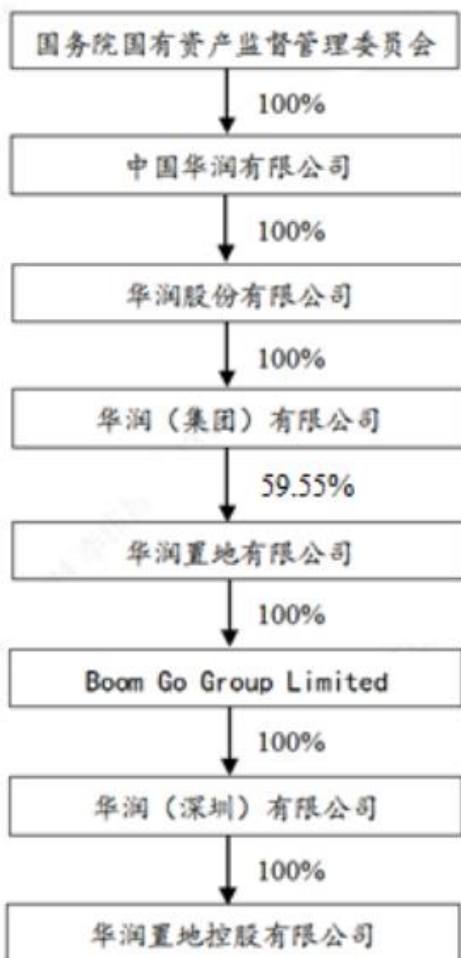 国务院国有资产监督管理委员会
100%
中国华润有限公司
100%
华润股份有限公司
100%
华润（集团）有限公司
59.55%
华润置地有限公司
100%
Boom Go Group Limited
100%
华润（深圳）有限公司
100%
华润置地控股有限公司